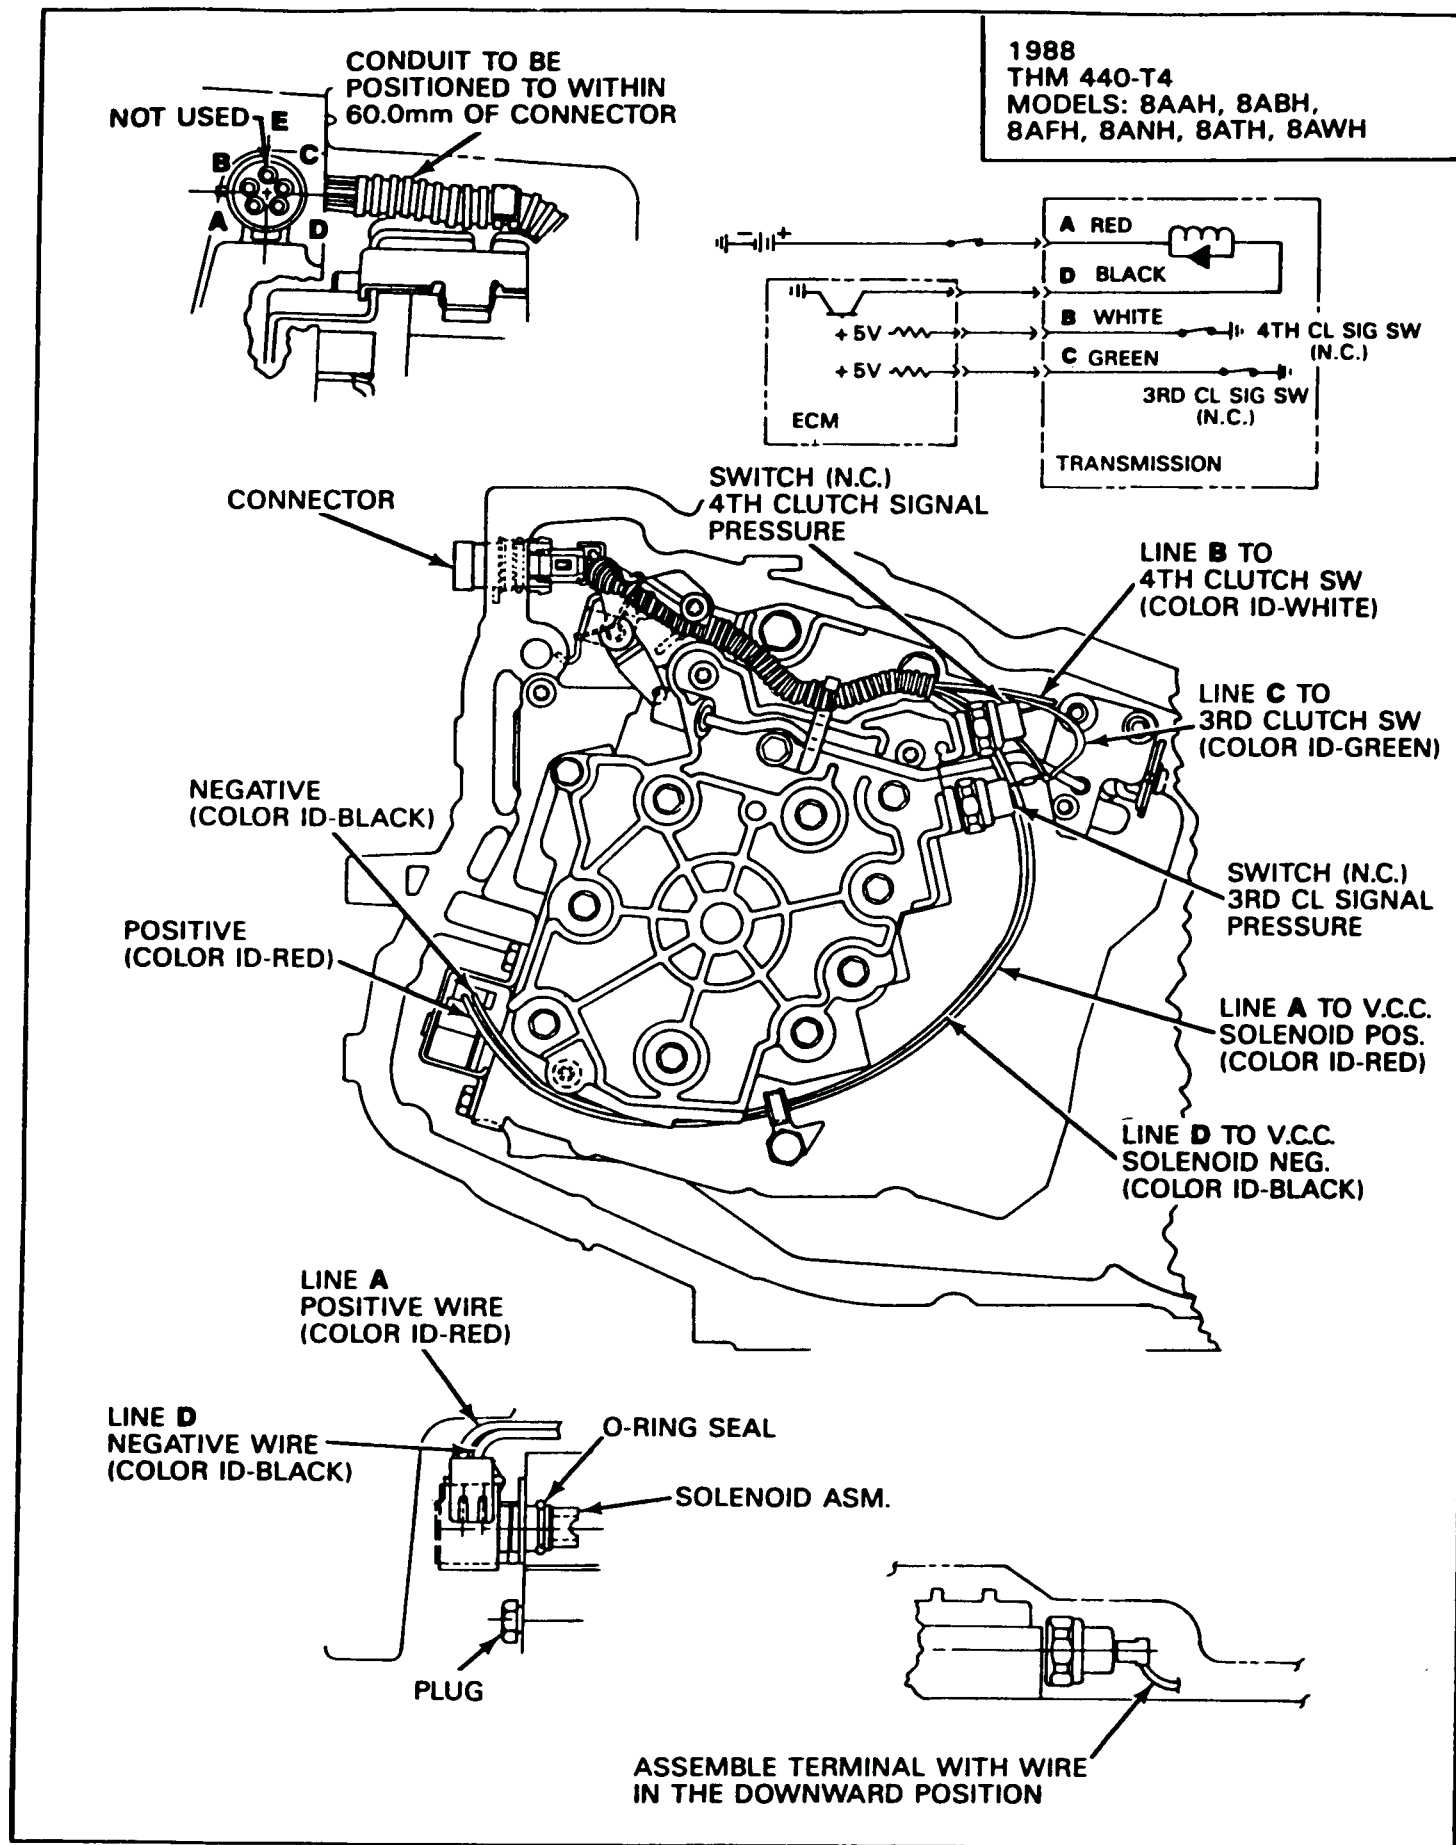 1988
THM 440-T4
MODELS: 8AAH, 8ABH,
8AFH, 8ANH, 8ATH, 8AWH
CONDUIT TO BE
POSITIONED TO WITHIN
60.0mm OF CONNECTOR
NOT USED
E
B
C
A
D
- +
A RED
D BLACK
B WHITE
+5V
4TH CL SIG SW
(N.C.)
C GREEN
+5V
3RD CL SIG SW
(N.C.)
ECM
TRANSMISSION
CONNECTOR
SWITCH (N.C.)
4TH CLUTCH SIGNAL
PRESSURE
LINE B TO
4TH CLUTCH SW
(COLOR ID-WHITE)
LINE C TO
3RD CLUTCH SW
(COLOR ID-GREEN)
NEGATIVE
(COLOR ID-BLACK)
SWITCH (N.C.)
3RD CL SIGNAL
PRESSURE
POSITIVE
(COLOR ID-RED)
LINE A TO V.C.C.
SOLENOID POS.
(COLOR ID-RED)
LINE D TO V.C.C.
SOLENOID NEG.
(COLOR ID-BLACK)
LINE A
POSITIVE WIRE
(COLOR ID-RED)
LINE D
NEGATIVE WIRE
(COLOR ID-BLACK)
O-RING SEAL
SOLENOID ASM.
PLUG
ASSEMBLE TERMINAL WITH WIRE
IN THE DOWNWARD POSITION